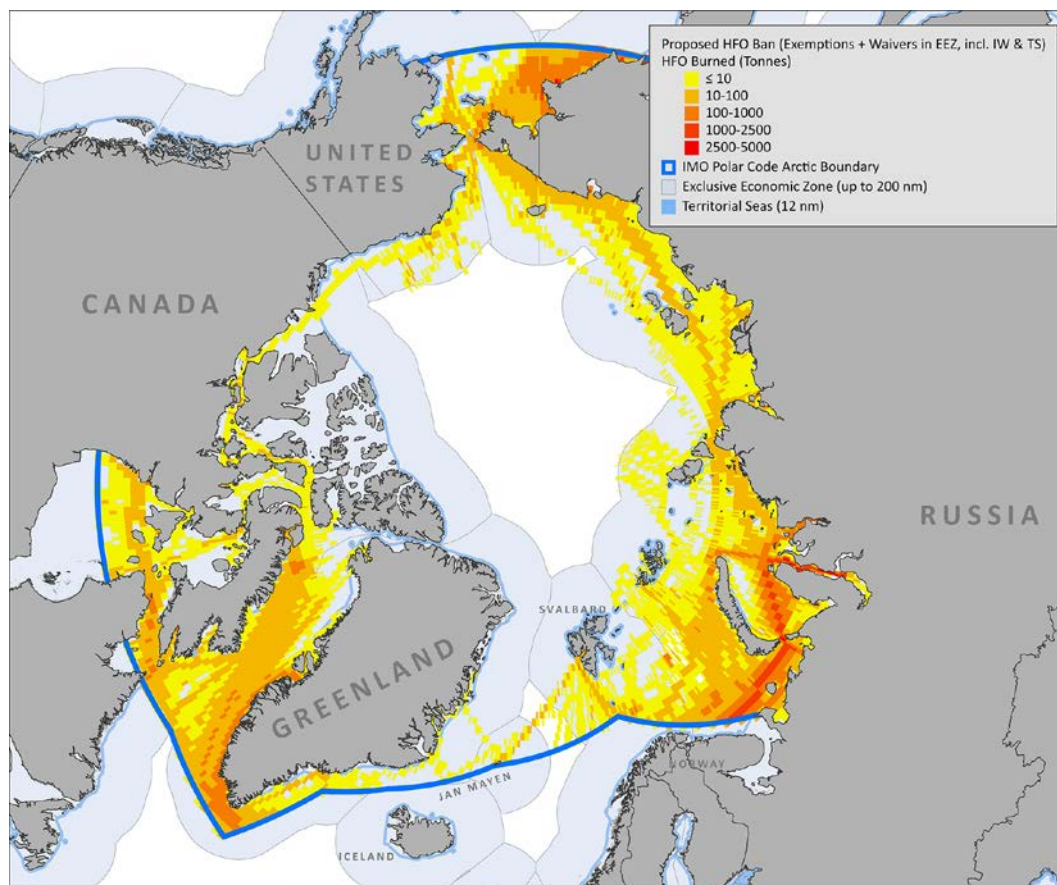 Proposed HFO Ban (Exemptions + Waivers in EEZ, incl. IW & TS)
HFO Burned (Tonnes)
≤ 10
10-100
100-1000
1000-2500
2500-5000
IMO Polar Code Arctic Boundary
Exclusive Economic Zone (up to 200 nm)
Territorial Seas (12 nm)
UNITED
STATES
CANADA
RUSSIA
SVALBARD
GREENLAND
NORWAY
JAN MAYEN
ICELAND